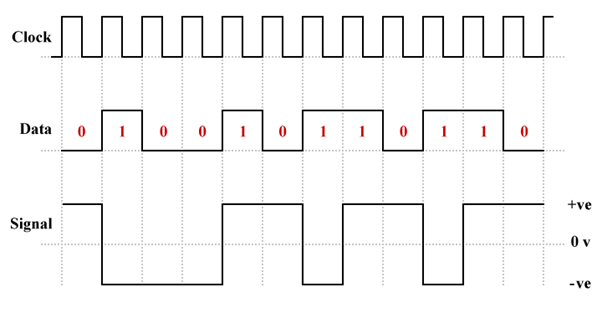 Clock
Data 0 1 0 0 1 0 1 1 0 1 1 0
+ve
Signal
0 v
-ve